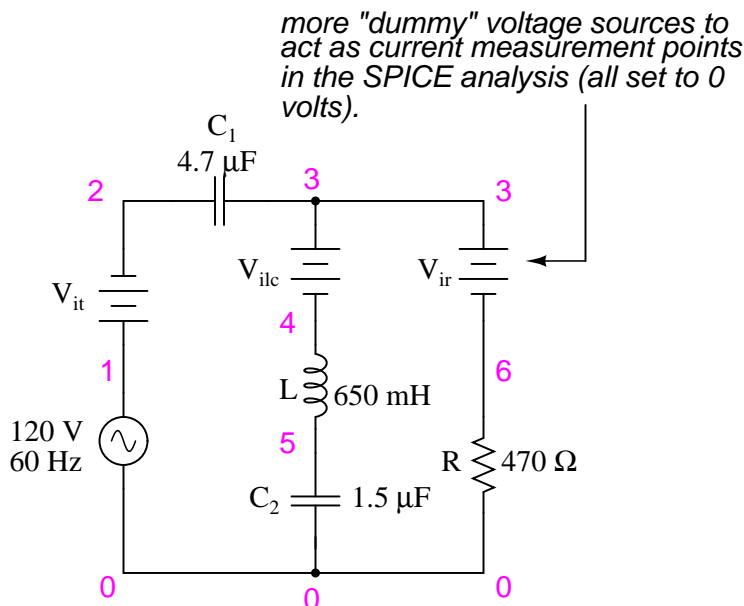 more "dummy" voltage sources to
act as current measurement points
in the SPICE analysis (all set to 0
volts).
C1
4.7 μF
2
3
3
Vit
Vilc
Vir
4
1
6
L
650 mH
120 V
60 Hz
5
R
470 Ω
C2
1.5 μF
0
0
0